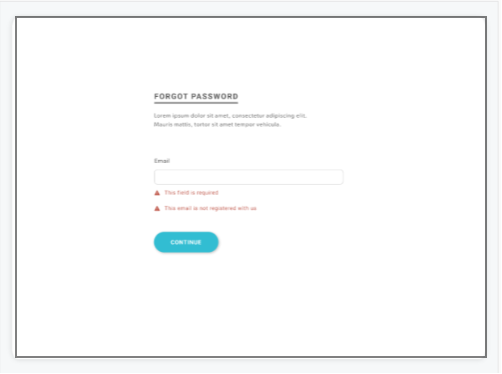 FORGOT PASSWORD
Lorem ipsum dolor sit amet, consectetur adipiscing elit.
Mauris mattis, tortor sit amet tempor vehicula.
Email
This field is required
This email is not registered with us
CONTINUE